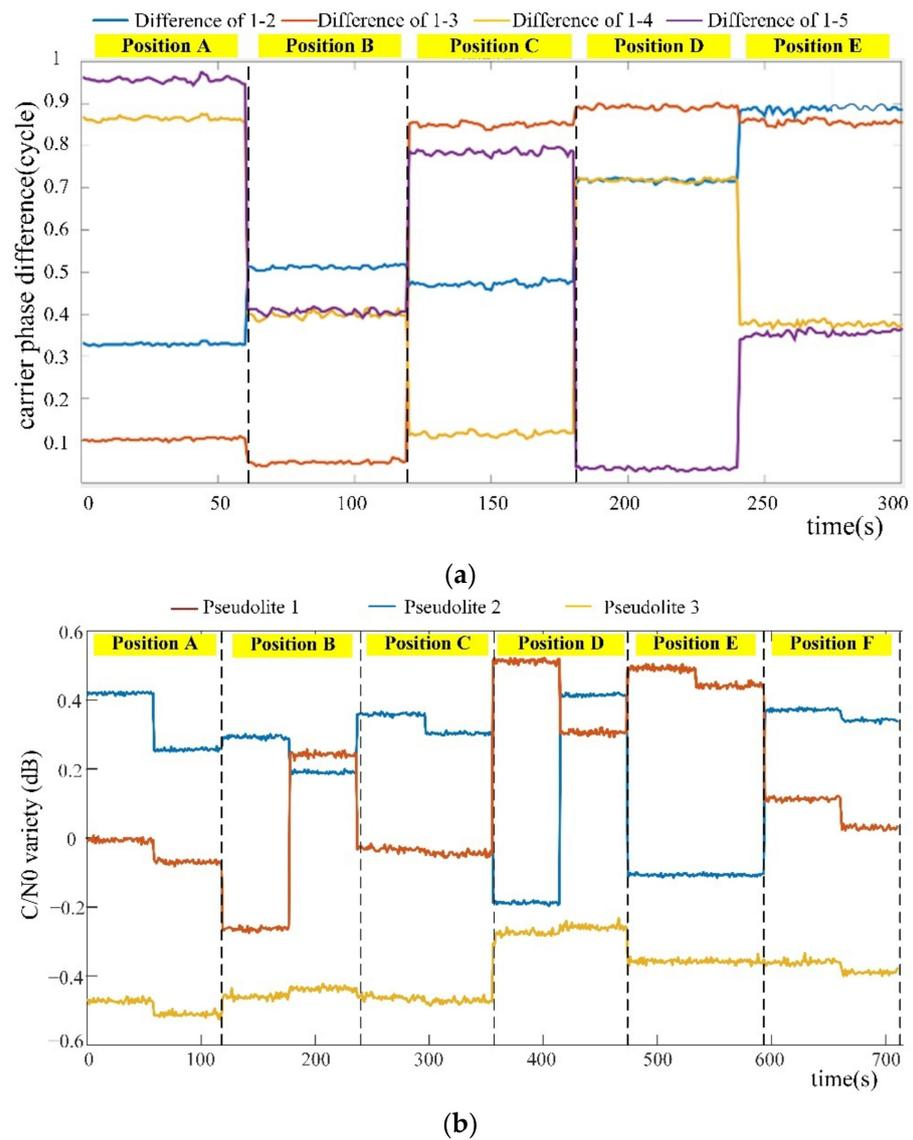 Difference of 1-2 Difference of 1-3 Difference of 1-4 Difference of 1-5
Position A Position B Position C Position D Position E
1
0.9
0.8
0.7
0.6
0.5
0.4
0.3
0.2
0.1
carrier phase difference(cycle)
0 50 100 150 200 250 300
time(s)
(a)
Pseudolite 1 Pseudolite 2 Pseudolite 3
Position A Position B Position C Position D Position E Position F
0.6
0.4
0.2
0
−0.2
−0.4
−0.6
C/N0 variety (dB)
0 100 200 300 400 500 600 700
time(s)
(b)